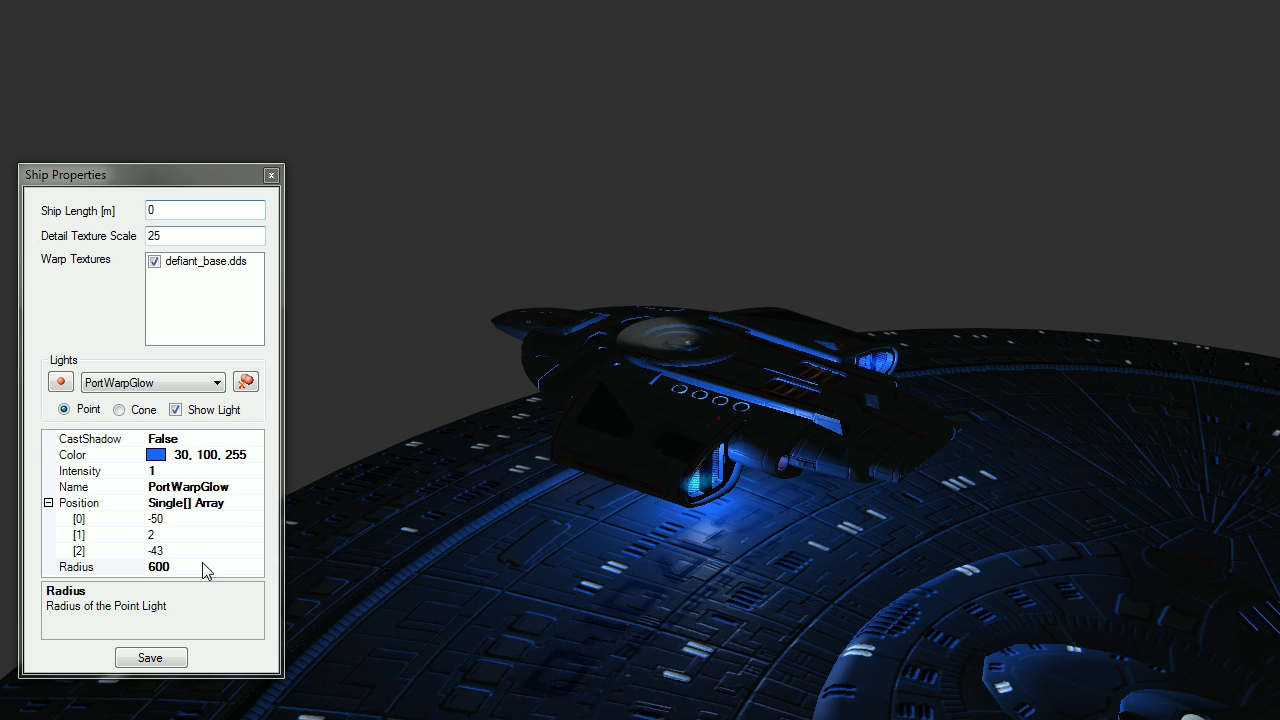 Ship Properties
Ship Length [m] 0
Detail Texture Scale 25
Warp Textures defiant_base.dds
Lights
PortWarpGlow
Point Cone Show Light
CastShadow False
Color 30, 100, 255
Intensity 1
Name PortWarpGlow
Position Single[] Array
[0] -50
[1] 2
[2] -43
Radius 600
Radius
Radius of the Point Light
Save